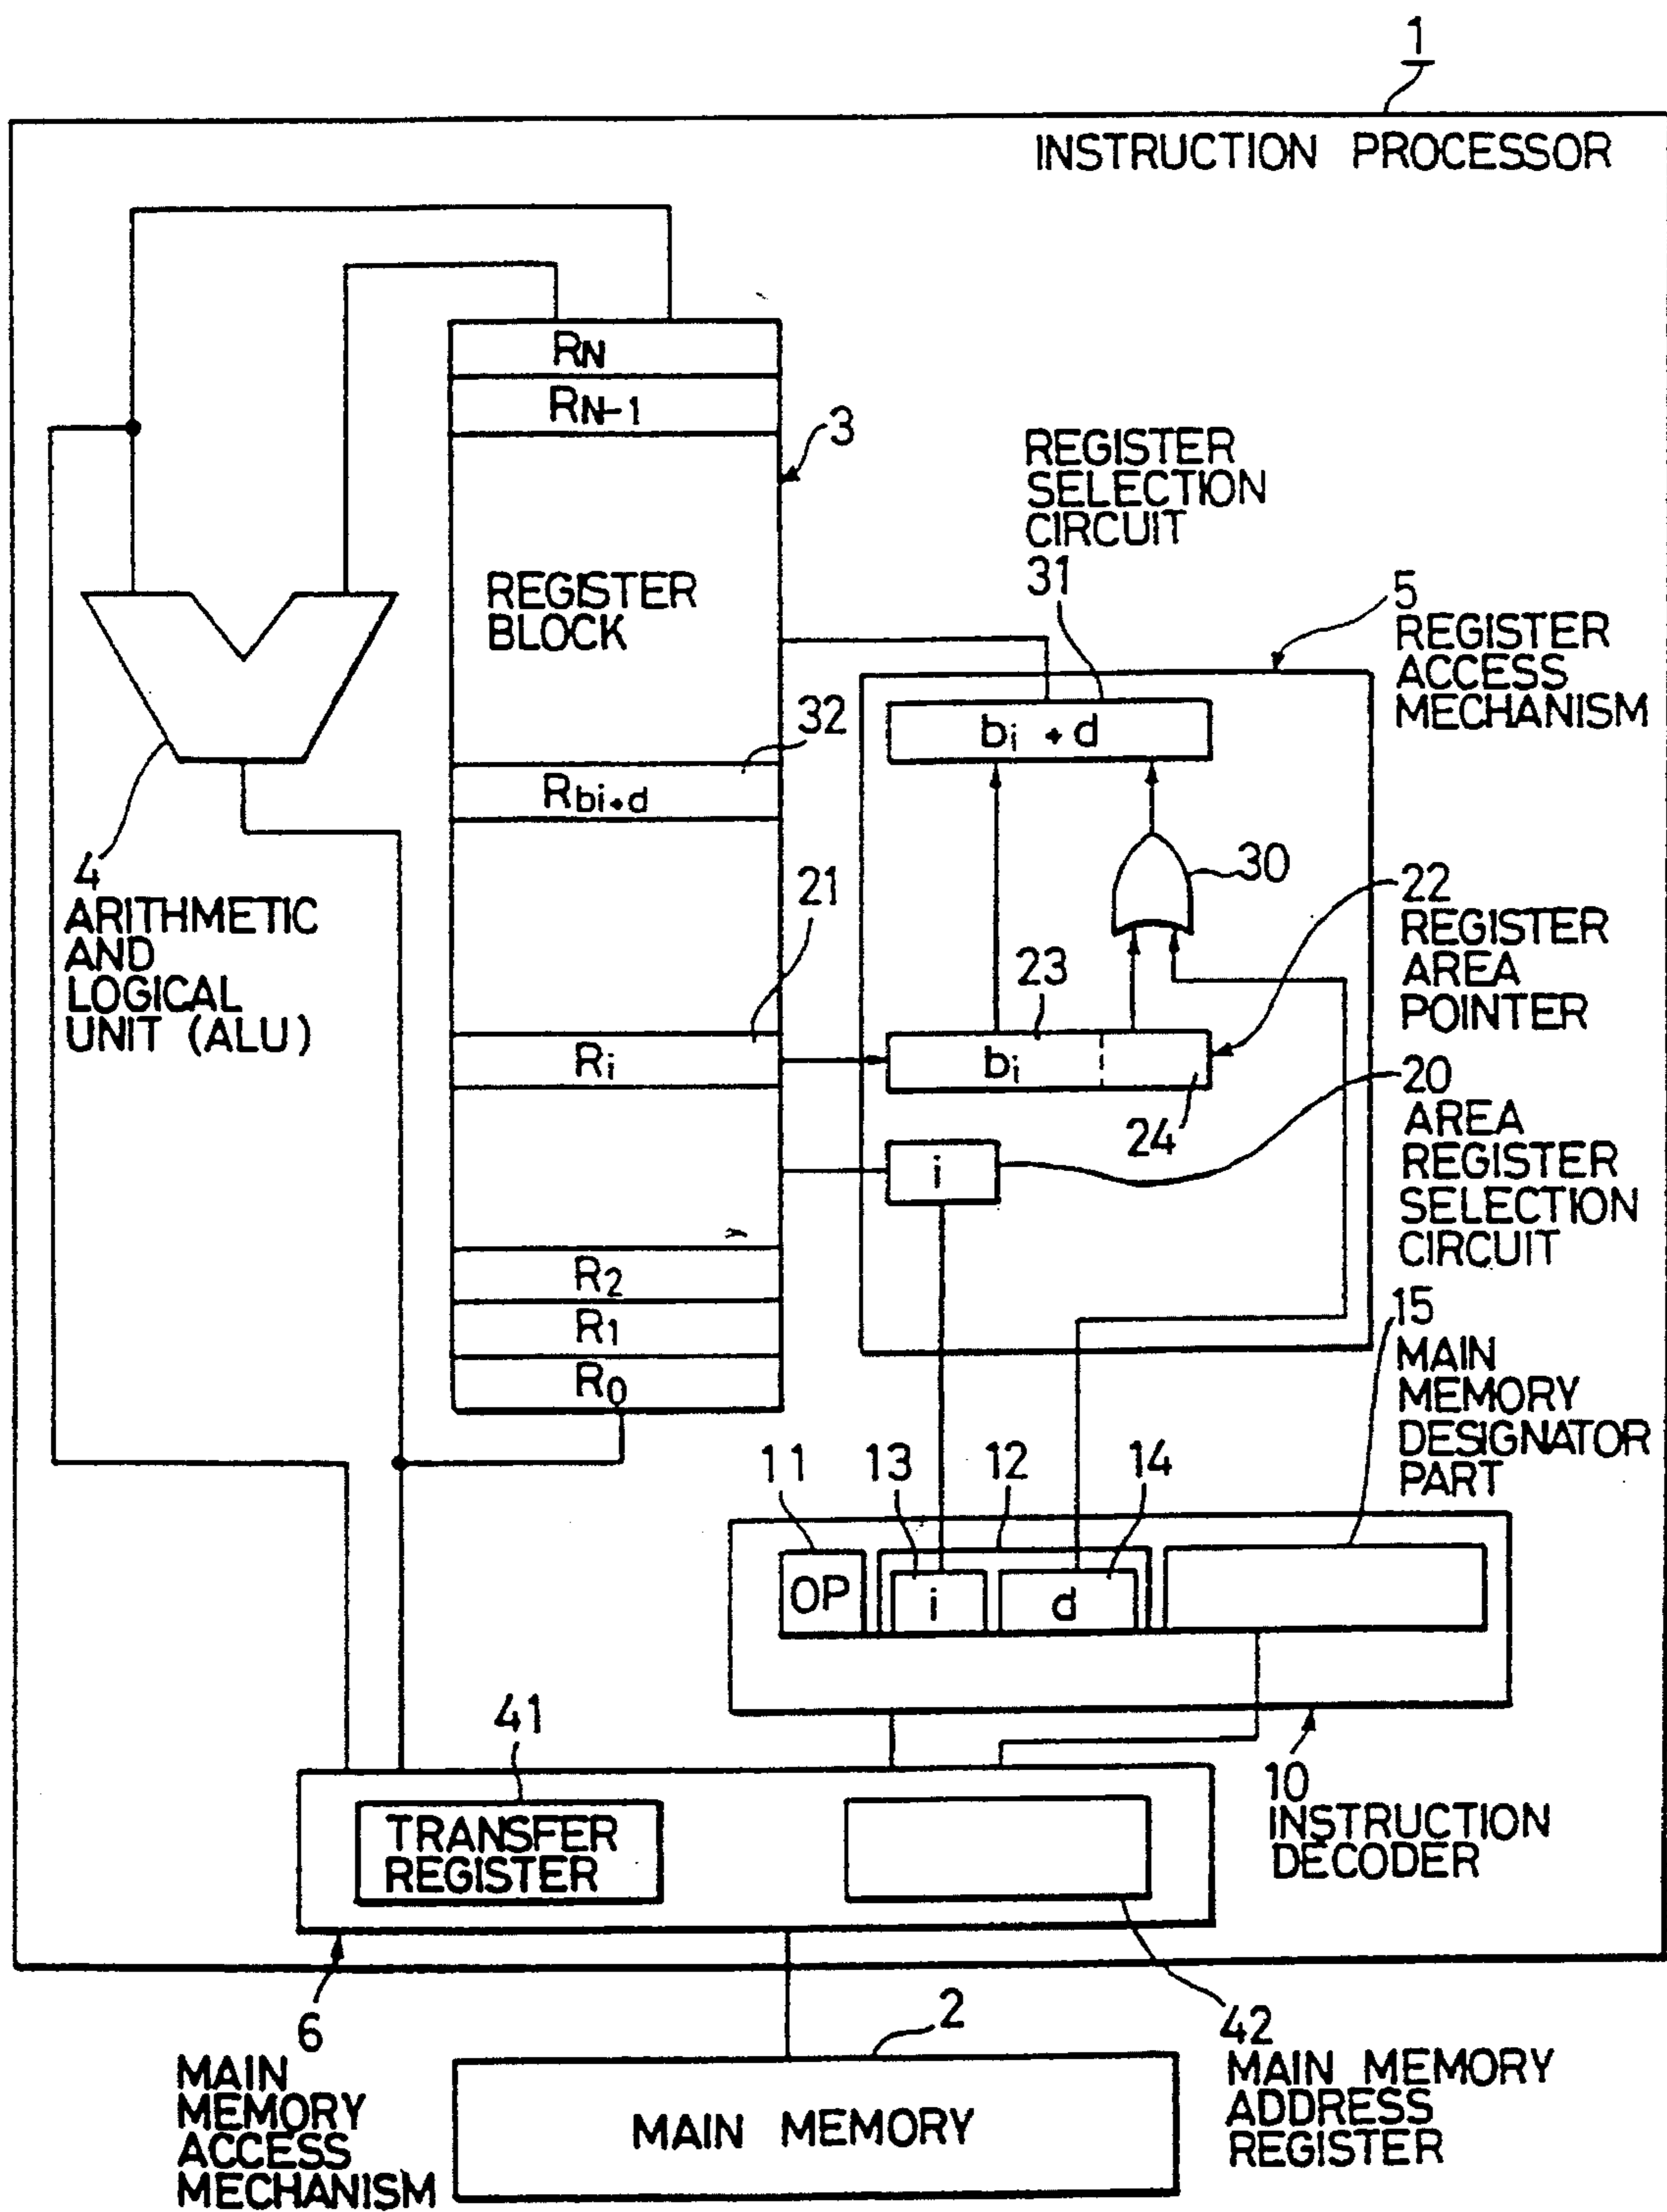 1
INSTRUCTION PROCESSOR
RN
RN-1
3
REGISTER
SELECTION
CIRCUIT
31
REGISTER
BLOCK
5
REGISTER
ACCESS
MECHANISM
bi + d
32
Rbi+d
4
ARITHMETIC
AND
LOGICAL
UNIT (ALU)
30
21
22
REGISTER
AREA
POINTER
23
Ri
bi
24
20
AREA
REGISTER
SELECTION
CIRCUIT
i
R2
R1
R0
15
MAIN
MEMORY
DESIGNATOR
PART
11
13
12
14
OP
i
d
41
TRANSFER
REGISTER
10
INSTRUCTION
DECODER
6
MAIN
MEMORY
ACCESS
MECHANISM
2
MAIN MEMORY
42
MAIN MEMORY
ADDRESS
REGISTER